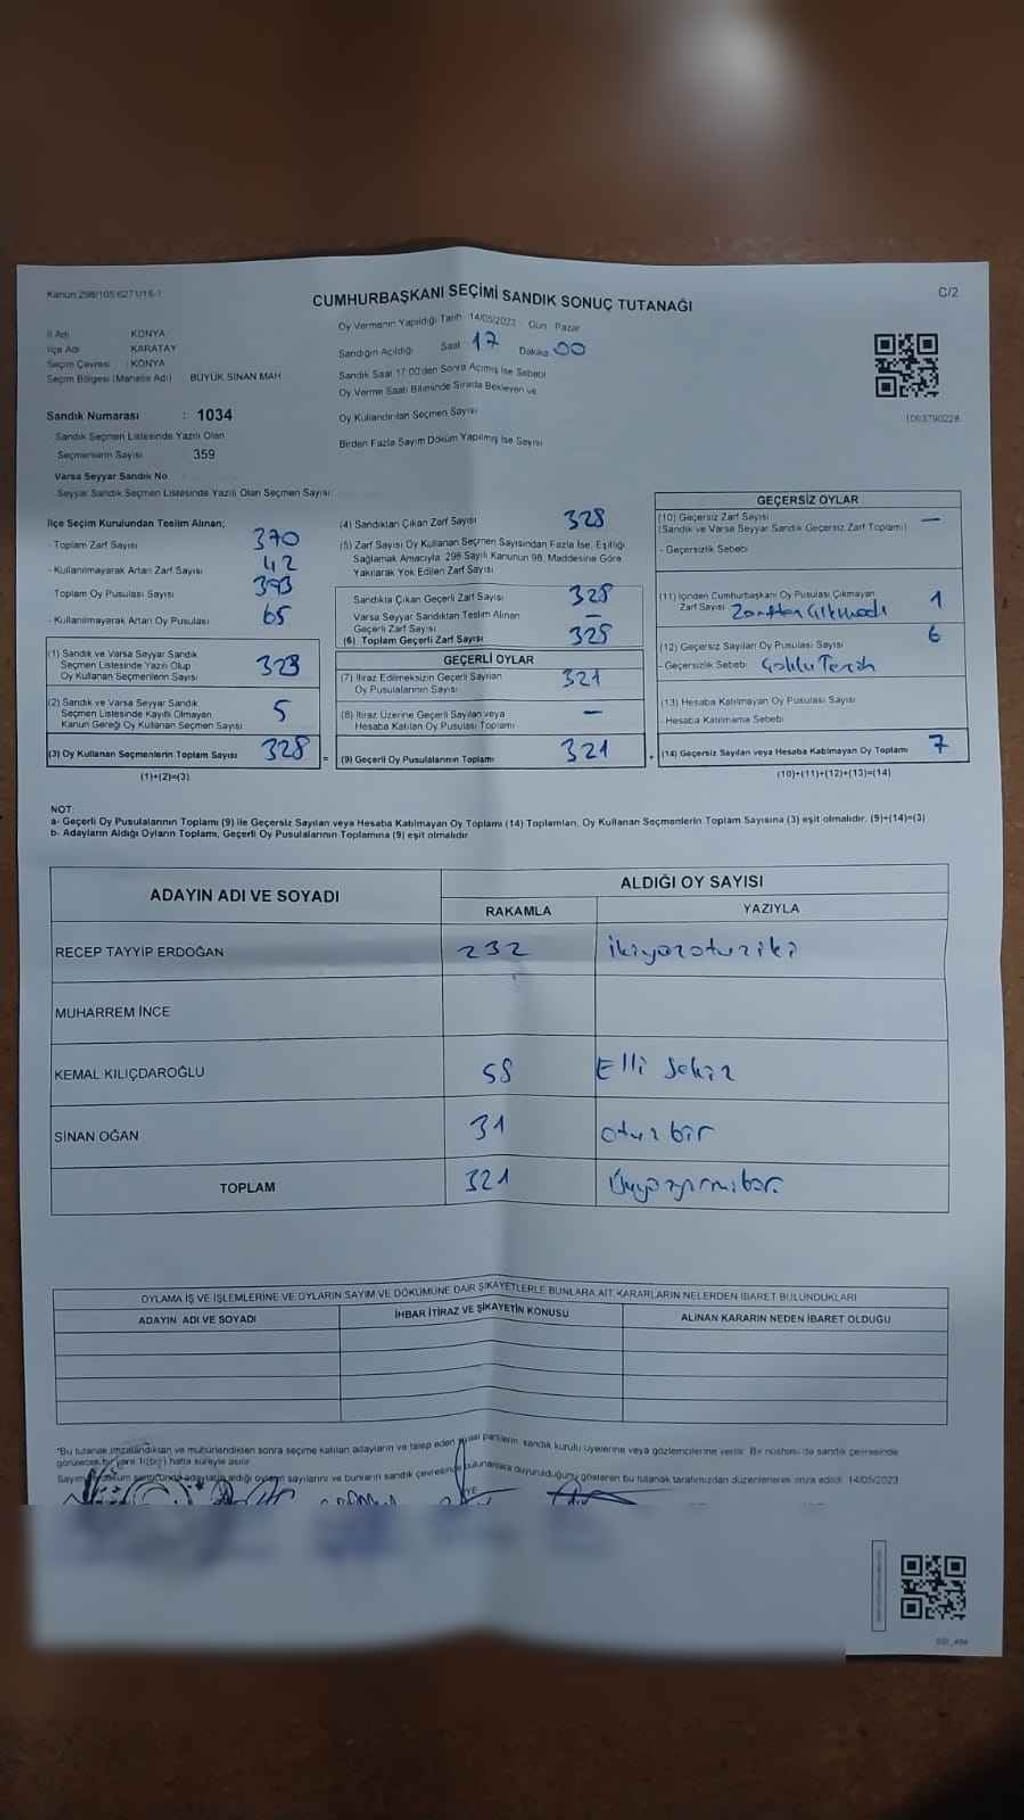 Kanun 298/105 6271/16-1
CUMHURBAŞKANI SEÇİMİ SANDIK SONUÇ TUTANAĞI
C/2
İl Adı KONYA
İlçe Adı KARATAY
Seçim Çevresi : KONYA
Seçim Bölgesi (Mahalle Adı) BÜYÜK SİNAN MAH
Sandık Numarası : 1034
Sandık Seçmen Listesinde Yazılı Olan
Seçmenlerin Sayısı 359
Varsa Seyyar Sandık No
Seyyar Sandık Seçmen Listesinde Yazılı Olan Seçmen Sayısı:
Oy Vermenin Yapıldığı Tarih 14/05/2023 Gün Pazar
Sandığın Açıldığı Saat 17 Dakika 00
Sandık Saat 17.00'den Sonra Açılmış İse Sebebi
Oy Verme Saati Bitiminde Sırada Bekleyen ve
Oy Kullandırılan Seçmen Sayısı
Birden Fazla Sayım Döküm Yapılmış İse Sayısı
1003790228
İlçe Seçim Kurulundan Teslim Alınan;
- Toplam Zarf Sayısı 370
- Kullanılmayarak Artan Zarf Sayısı 42
Toplam Oy Pusulası Sayısı 393
- Kullanılmayarak Artan Oy Pusulası 65
(1) Sandık ve Varsa Seyyar Sandık
Seçmen Listesinde Yazılı Olup
Oy Kullanan Seçmenlerin Sayısı 323
(2) Sandık ve Varsa Seyyar Sandık
Seçmen Listesinde Kayıtlı Olmayan
Kanun Gereği Oy Kullanan Seçmen Sayısı 5
(3) Oy Kullanan Seçmenlerin Toplam Sayısı 328
(1)+(2)=(3)
(4) Sandıktan Çıkan Zarf Sayısı 328
(5) Zarf Sayısı Oy Kullanan Seçmen Sayısından Fazla İse, Eşitliği
Sağlamak Amacıyla, 298 Sayılı Kanunun 98. Maddesine Göre
Yakılarak Yok Edilen Zarf Sayısı
Sandıkta Çıkan Geçerli Zarf Sayısı 328
Varsa Seyyar Sandıktan Teslim Alınan
Geçerli Zarf Sayısı —
(6) Toplam Geçerli Zarf Sayısı 328
GEÇERLİ OYLAR
(7) İtiraz Edilmeksizin Geçerli Sayılan
Oy Pusulalarının Sayısı 321
(8) İtiraz Üzerine Geçerli Sayılan veya
Hesaba Katılan Oy Pusulası Toplamı —
= (9) Geçerli Oy Pusulalarının Toplamı 321
GEÇERSİZ OYLAR
(10) Geçersiz Zarf Sayısı —
(Sandık ve Varsa Seyyar Sandık Geçersiz Zarf Toplamı)
- Geçersizlik Sebebi
(11) İçinden Cumhurbaşkanı Oy Pusulası Çıkmayan
Zarf Sayısı Zarftan Çıkmadı 1
(12) Geçersiz Sayılan Oy Pusulası Sayısı 6
- Geçersizlik Sebebi Çoklu Tercih
(13) Hesaba Katılmayan Oy Pusulası Sayısı
- Hesaba Katılmama Sebebi
+ (14) Geçersiz Sayılan veya Hesaba Katılmayan Oy Toplamı 7
(10)+(11)+(12)+(13)=(14)
NOT:
a- Geçerli Oy Pusulalarının Toplamı (9) ile Geçersiz Sayılan veya Hesaba Katılmayan Oy Toplamı (14) Toplamları, Oy Kullanan Seçmenlerin Toplam Sayısına (3) eşit olmalıdır. (9)+(14)=(3)
b- Adayların Aldığı Oyların Toplamı, Geçerli Oy Pusulalarının Toplamına (9) eşit olmalıdır
ADAYIN ADI VE SOYADI
ALDIĞI OY SAYISI
RAKAMLA YAZIYLA
RECEP TAYYİP ERDOĞAN 232 ikiyüzotuziki
MUHARREM İNCE
KEMAL KILIÇDAROĞLU 58 Elli Sekiz
SİNAN OĞAN 31 otuz bir
TOPLAM 321 Üçyüzyirmibir
OYLAMA İŞ VE İŞLEMLERİNE VE OYLARIN SAYIM VE DÖKÜMÜNE DAİR ŞİKAYETLERLE BUNLARA AİT KARARLARIN NELERDEN İBARET BULUNDUKLARI
ADAYIN ADI VE SOYADI İHBAR İTİRAZ VE ŞİKAYETİN KONUSU ALINAN KARARIN NEDEN İBARET OLDUĞU
"Bu tutanak imzalandıktan ve mühürlendikten sonra seçime katılan adayların ve talep eden siyasi partilerin sandık kurulu üyelerine veya gözlemcilerine verilir. Bir nüshası da sandık çevresinde
görülecek bir yere 1(bir) hafta süreyle asılır
Sayım döküm sonucunda adayların aldığı oyların sayılarını ve bunların sandık çevresinde bulunanlara duyurulduğunu gösteren bu tutanak tarafımızdan düzenlenerek imza edildi. 14/05/2023